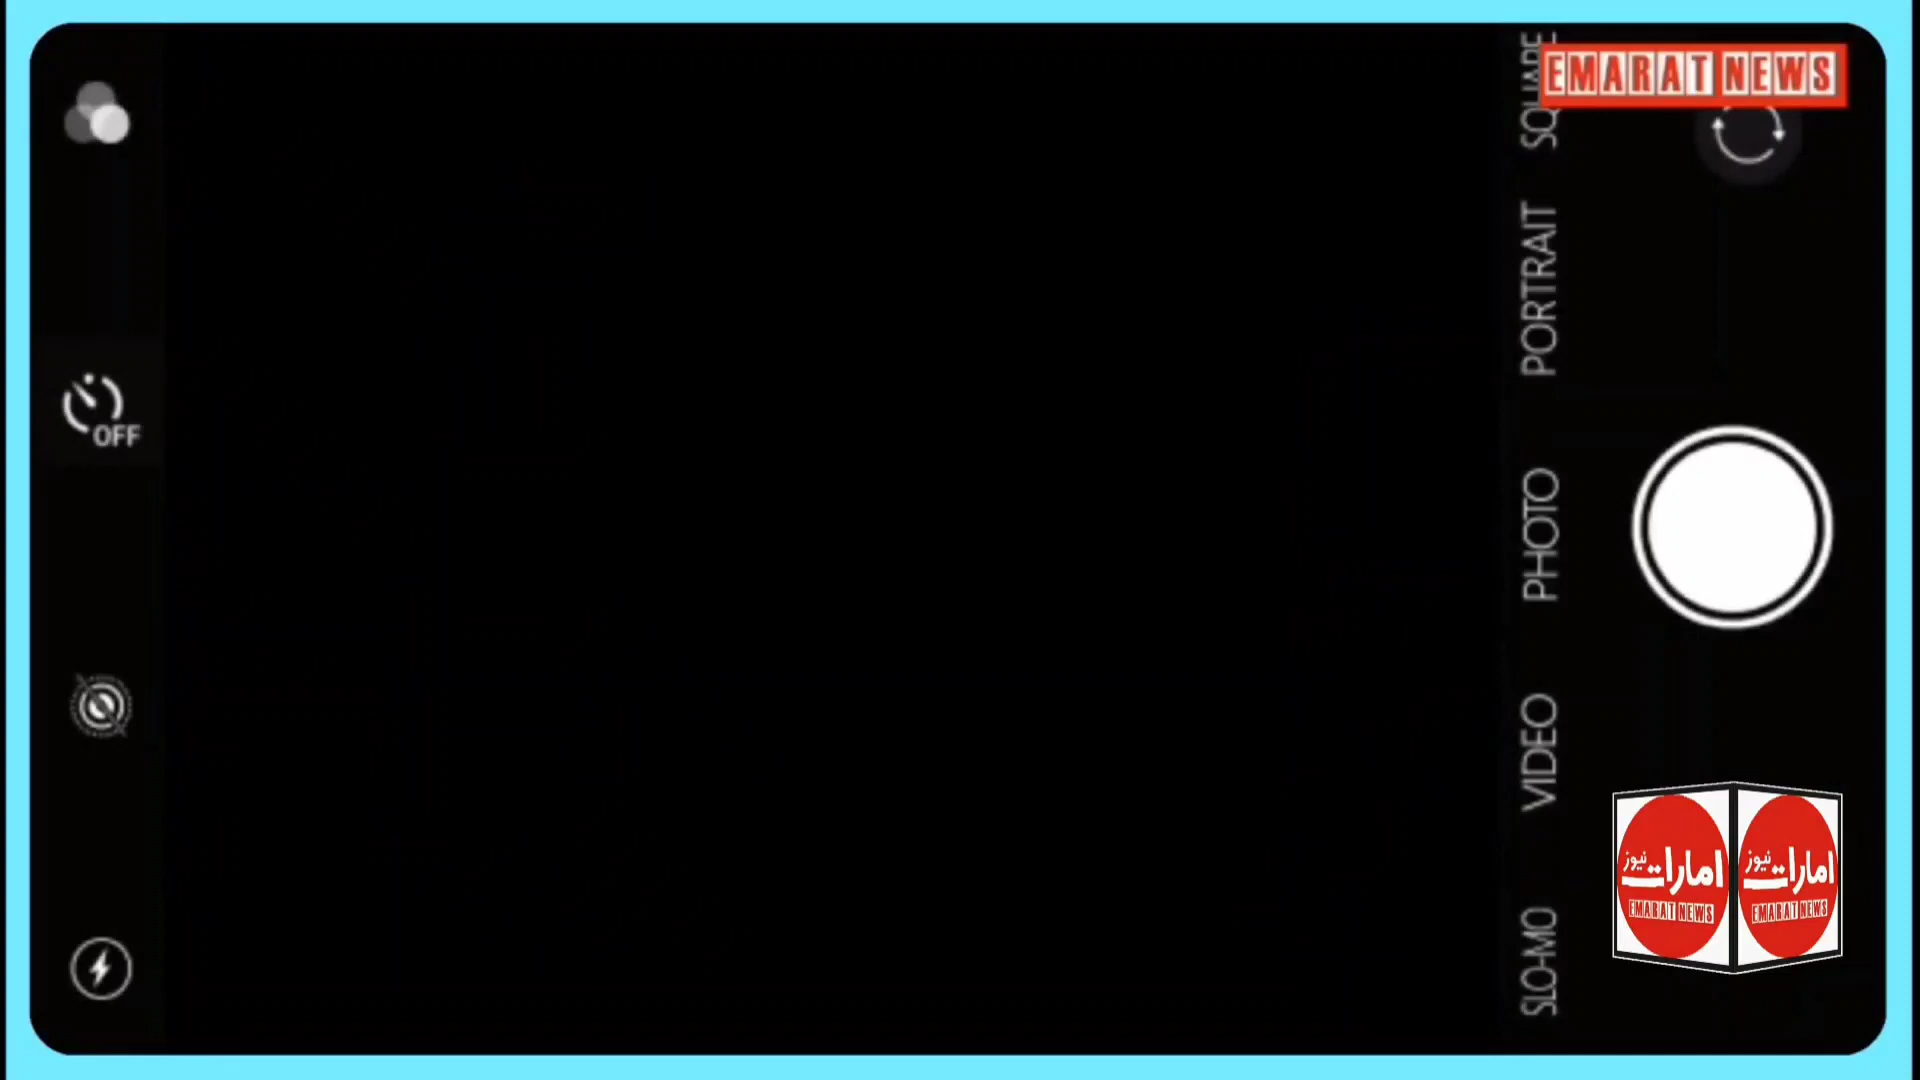 EMARAT NEWS
SQUARE
PORTRAIT
PHOTO
VIDEO
SLO-MO
OFF
امارات نیوز
EMARAT NEWS
امارات نیوز
EMARAT NEWS